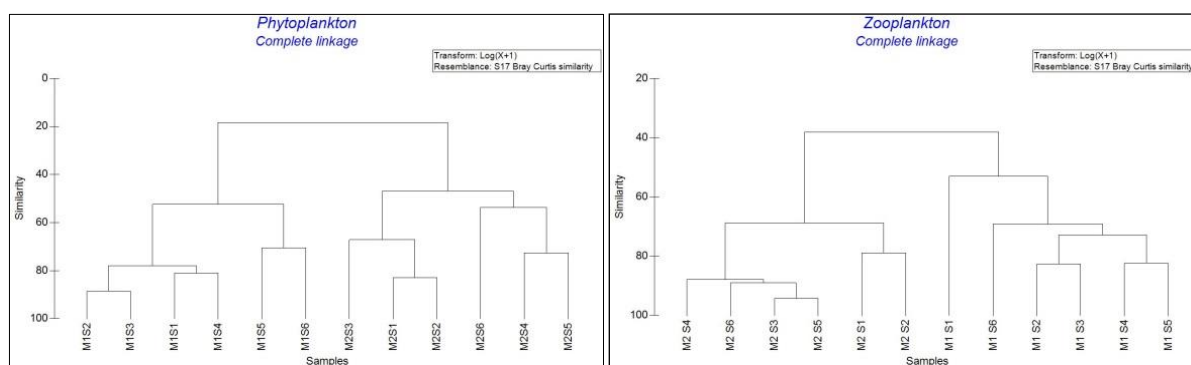 Phytoplankton
Complete linkage
Transform: Log(X+1)
Resemblance: S17 Bray Curtis similarity
0
20
40
60
80
100
Similarity
M1S2
M1S3
M1S1
M1S4
M1S5
M1S6
M2S3
M2S1
M2S2
M2S6
M2S4
M2S5
Samples
Zooplankton
Complete linkage
Transform: Log(X+1)
Resemblance: S17 Bray Curtis similarity
20
40
60
80
100
Similarity
M2 S4
M2 S6
M2 S3
M2 S5
M2 S1
M2 S2
M1 S1
M1 S6
M1 S2
M1 S3
M1 S4
M1 S5
Samples